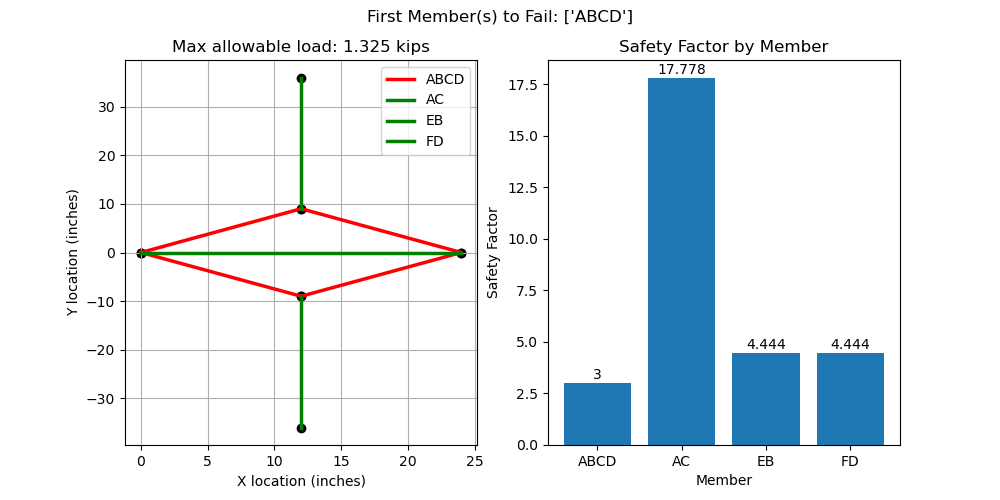 First Member(s) to Fail: ['ABCD']
Max allowable load: 1.325 kips
ABCD
AC
EB
FD
30
20
10
0
−10
−20
−30
Y location (inches)
0
5
10
15
20
25
X location (inches)
Safety Factor by Member
17.778
4.444
4.444
3
17.5
15.0
12.5
10.0
7.5
5.0
2.5
0.0
Safety Factor
ABCD
AC
EB
FD
Member